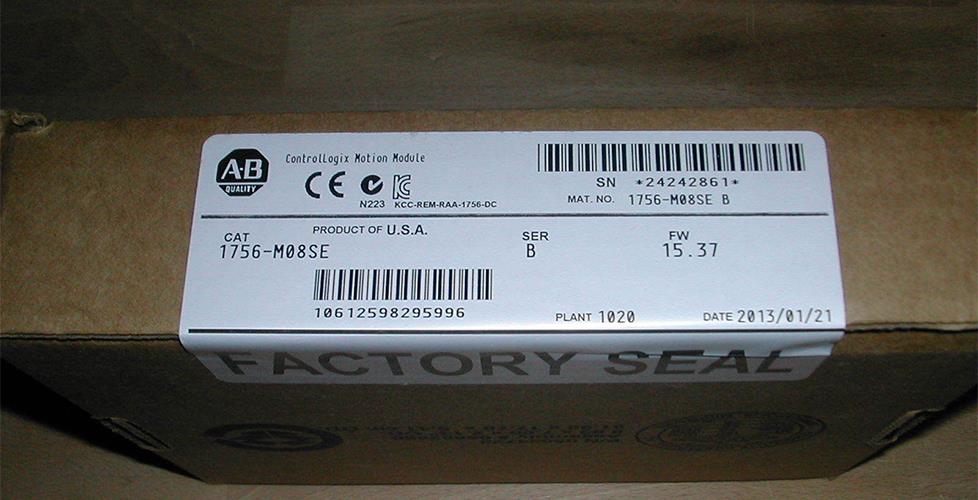 A-B
QUALITY
ControlLogix Motion Module
CE
N223 KCC-REM-RAA-1756-DC
SN *24242861*
MAT. NO. 1756-M08SE B
CAT
1756-M08SE
PRODUCT OF U.S.A.
SER
B
FW
15.37
10612598295996
PLANT 1020
DATE 2013/01/21
FACTORY SEAL